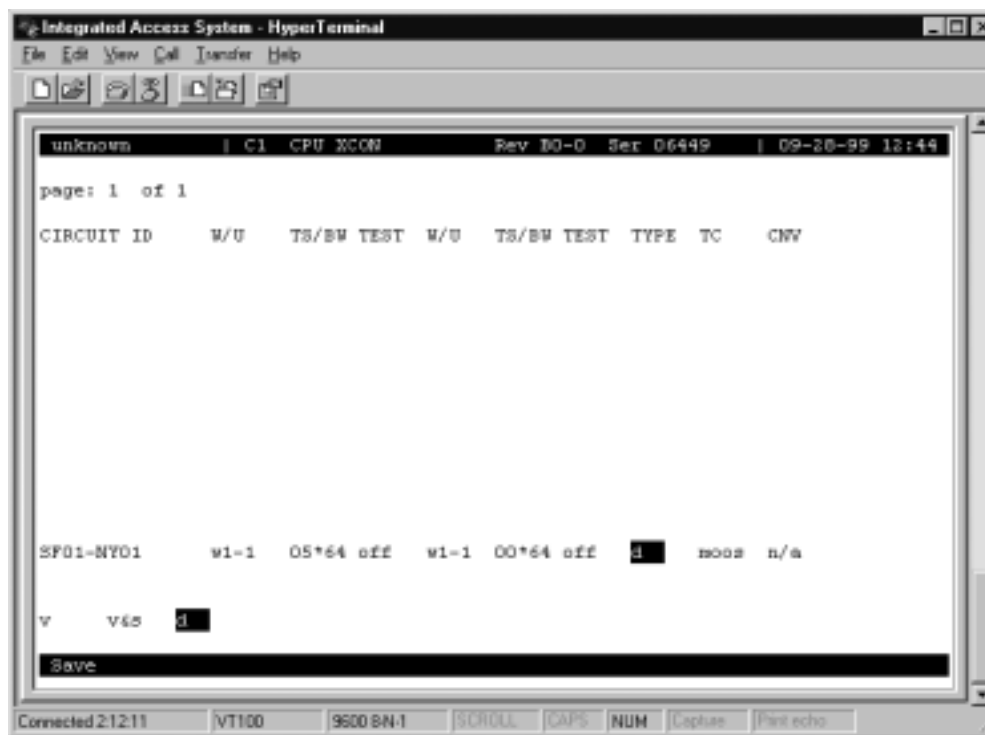 Integrated Access System - HyperTerminal
File Edit View Call Transfer Help
unknown | C1 CPU XCON Rev B0-0 Ser 06449 | 09-28-99 12:44
page: 1 of 1
CIRCUIT ID W/U TS/BW TEST W/U TS/BW TEST TYPE TC CNV
SF01-NY01 w1-1 05*64 off w1-1 00*64 off d moos n/a
v v&s d
Save
Connected 2:12:11 VT100 9600 8-N-1 SCROLL CAPS NUM Capture Print echo